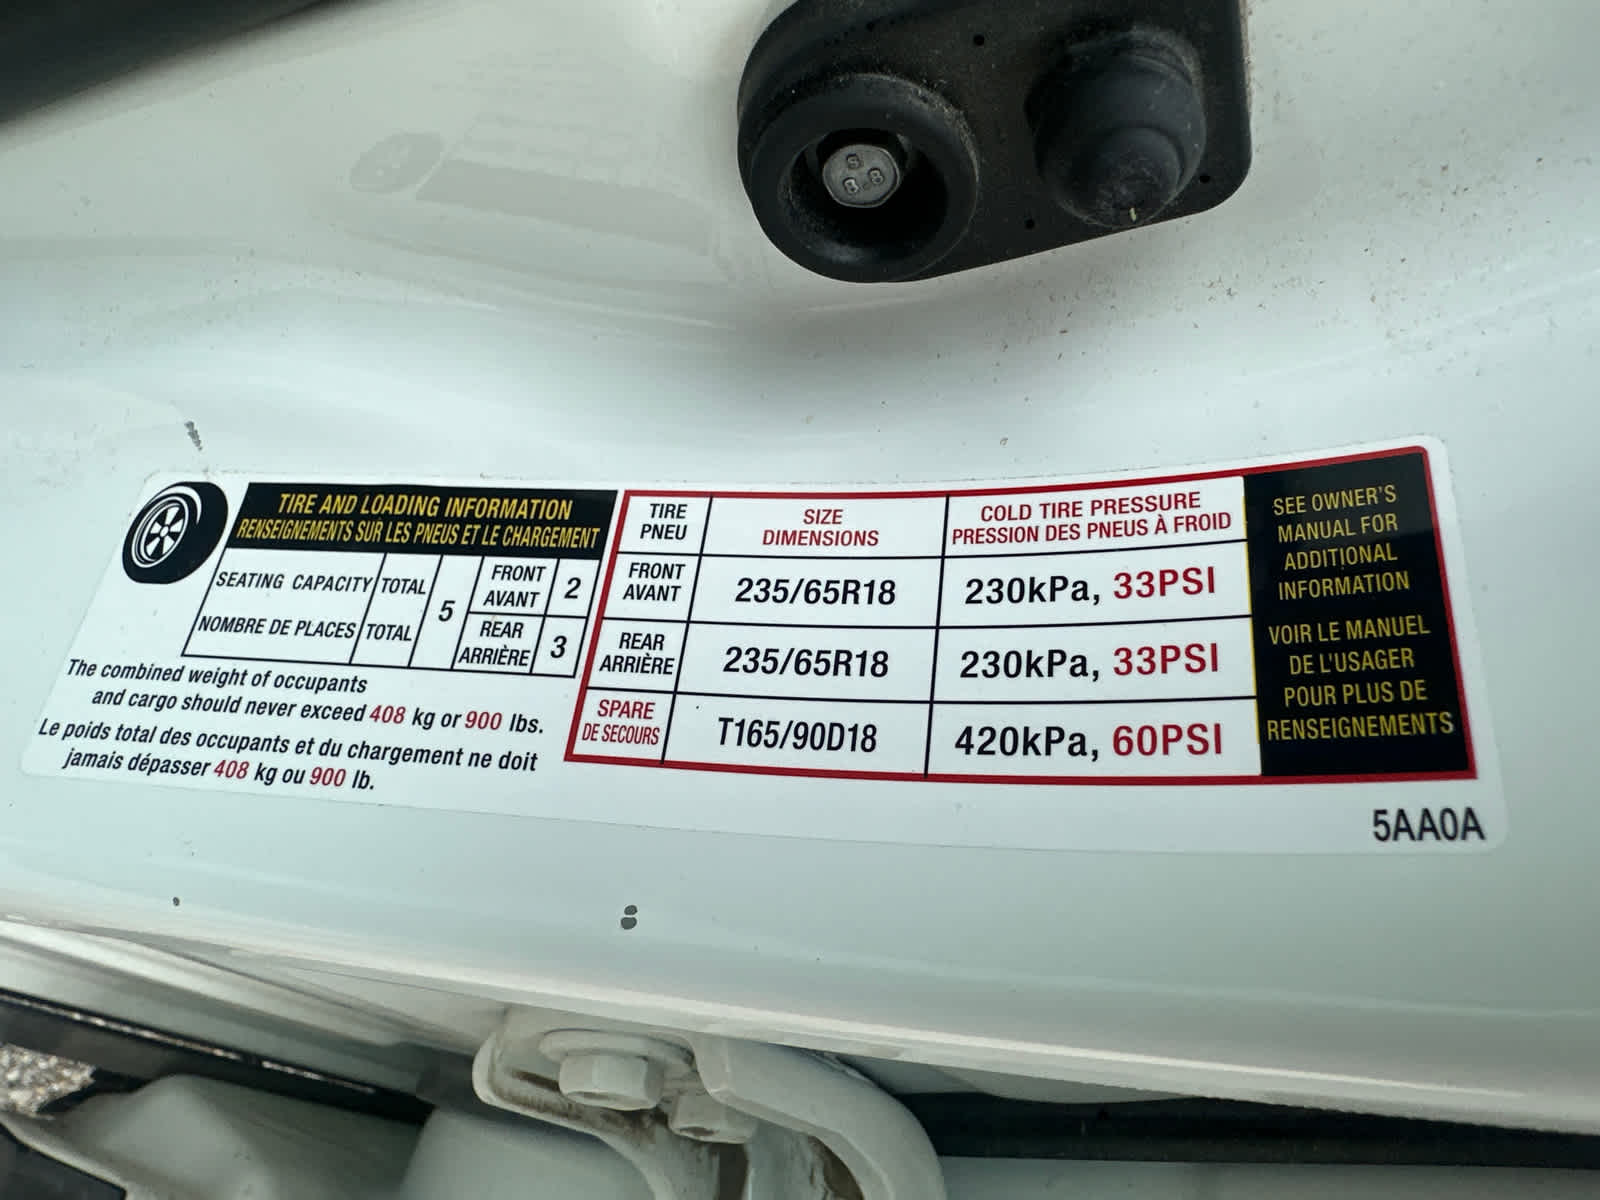 8
8.8
TIRE AND LOADING INFORMATION
RENSEIGNEMENTS SUR LES PNEUS ET LE CHARGEMENT
SEATING CAPACITY TOTAL 5 FRONT AVANT 2
NOMBRE DE PLACES TOTAL REAR ARRIÈRE 3
The combined weight of occupants
and cargo should never exceed 408 kg or 900 lbs.
Le poids total des occupants et du chargement ne doit
jamais dépasser 408 kg ou 900 lb.
TIRE PNEU SIZE DIMENSIONS COLD TIRE PRESSURE PRESSION DES PNEUS À FROID
FRONT AVANT 235/65R18 230kPa, 33PSI
REAR ARRIÈRE 235/65R18 230kPa, 33PSI
SPARE DE SECOURS T165/90D18 420kPa, 60PSI
SEE OWNER'S
MANUAL FOR
ADDITIONAL
INFORMATION
VOIR LE MANUEL
DE L'USAGER
POUR PLUS DE
RENSEIGNEMENTS
5AA0A